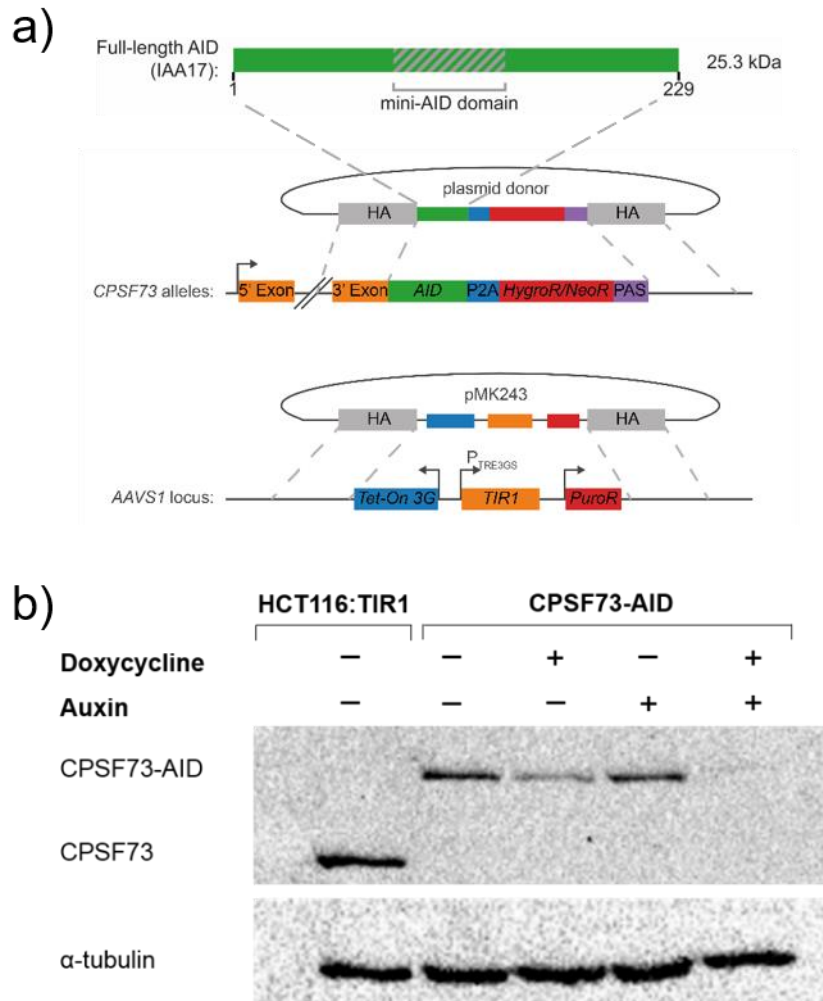 a)
Full-length AID
(IAA17):
25.3 kDa
1
229
mini-AID domain
plasmid donor
HA
HA
CPSF73 alleles:
5' Exon
3' Exon
AID
P2A
HygroR/NeoR
PAS
pMK243
HA
HA
PTRE3GS
AAVS1 locus:
Tet-On 3G
TIR1
PuroR
b)
HCT116:TIR1
CPSF73-AID
Doxycycline − − + − +
Auxin − − − + +
CPSF73-AID
CPSF73
α-tubulin